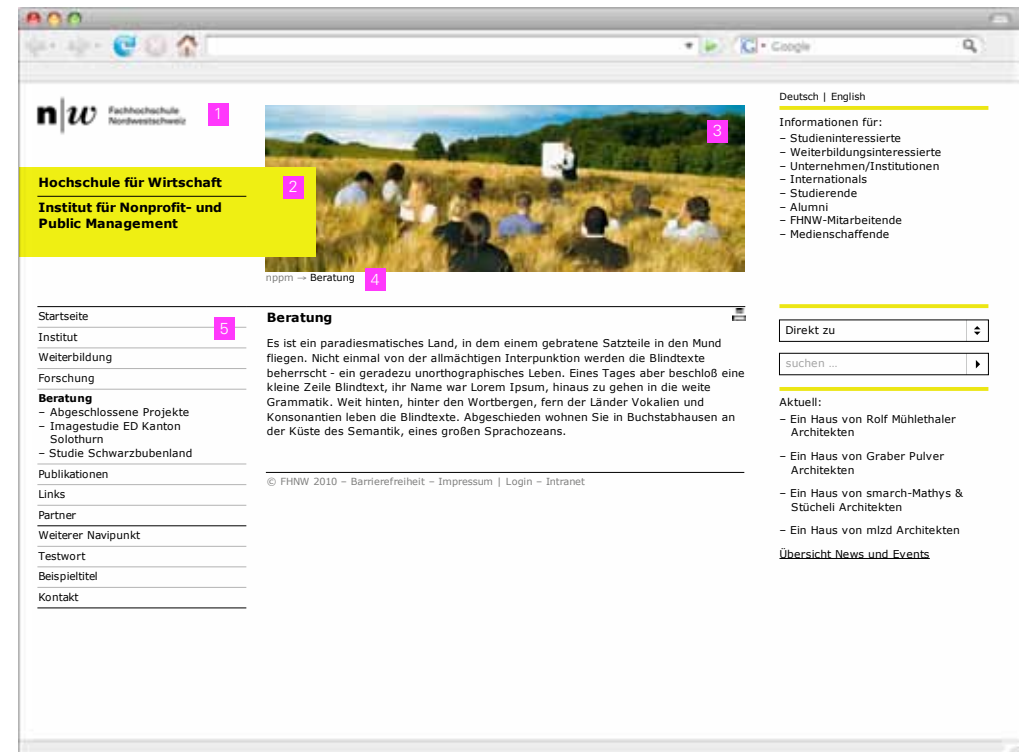 Google
n|w Fachhochschule
Nordwestschweiz
1
Hochschule für Wirtschaft
2
Institut für Nonprofit- und
Public Management
3
nppm → Beratung
4
Deutsch | English
Informationen für:
– Studieninteressierte
– Weiterbildungsinteressierte
– Unternehmen/Institutionen
– Internationals
– Studierende
– Alumni
– FHNW-Mitarbeitende
– Medienschaffende
Startseite
5
Institut
Weiterbildung
Forschung
Beratung
– Abgeschlossene Projekte
– Imagestudie ED Kanton
Solothurn
– Studie Schwarzbubenland
Publikationen
Links
Partner
Weiterer Navipunkt
Testwort
Beispieltitel
Kontakt
Beratung
Es ist ein paradiesmatisches Land, in dem einem gebratene Satzteile in den Mund
fliegen. Nicht einmal von der allmächtigen Interpunktion werden die Blindtexte
beherrscht - ein geradezu unorthographisches Leben. Eines Tages aber beschloß eine
kleine Zeile Blindtext, ihr Name war Lorem Ipsum, hinaus zu gehen in die weite
Grammatik. Weit hinten, hinter den Wortbergen, fern der Länder Vokalien und
Konsonantien leben die Blindtexte. Abgeschieden wohnen Sie in Buchstabhausen an
der Küste des Semantik, eines großen Sprachozeans.
© FHNW 2010 – Barrierefreiheit – Impressum | Login – Intranet
Direkt zu
suchen ...
Aktuell:
– Ein Haus von Rolf Mühlethaler
Architekten
– Ein Haus von Graber Pulver
Architekten
– Ein Haus von smarch-Mathys &
Stücheli Architekten
– Ein Haus von mlzd Architekten
Übersicht News und Events